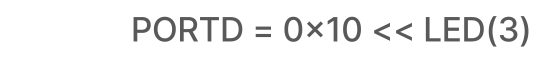 PORTD = 0×10 << LED(3)